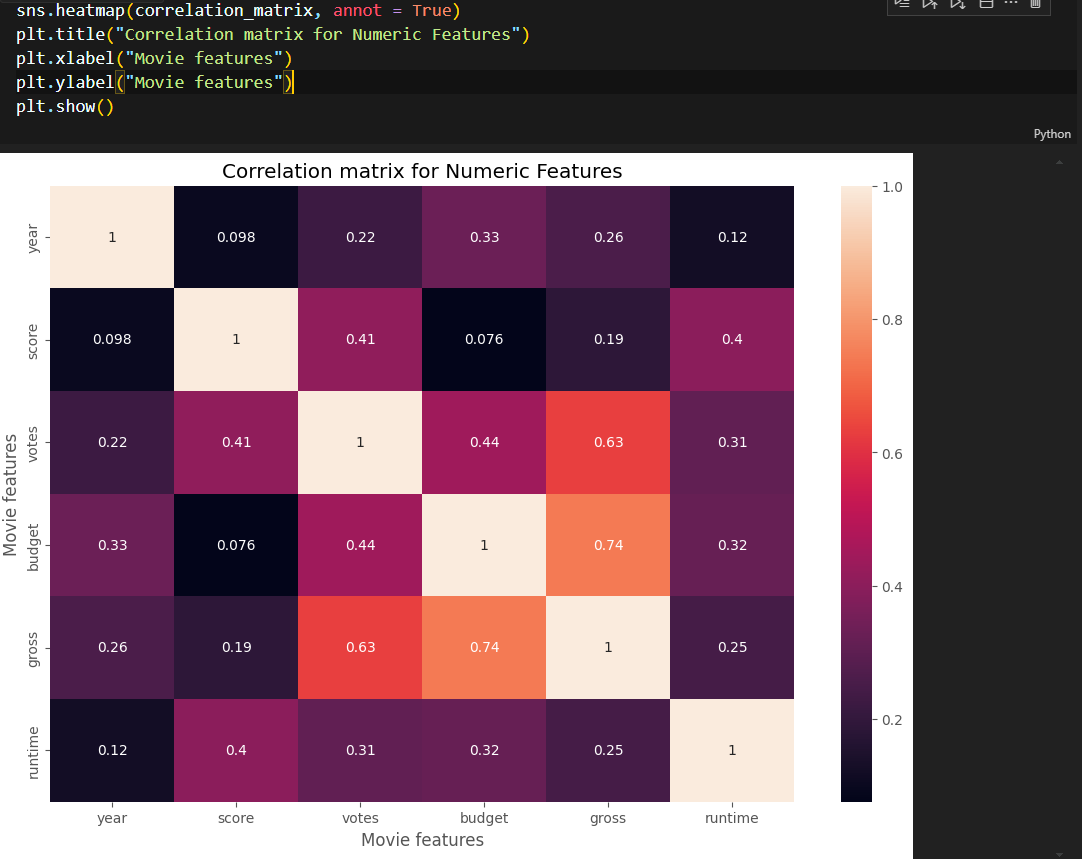 sns.heatmap(correlation_matrix, annot = True)
plt.title("Correlation matrix for Numeric Features")
plt.xlabel("Movie features")
plt.ylabel("Movie features")
plt.show()
Python
Correlation matrix for Numeric Features
year 1 0.098 0.22 0.33 0.26 0.12
score 0.098 1 0.41 0.076 0.19 0.4
votes 0.22 0.41 1 0.44 0.63 0.31
budget 0.33 0.076 0.44 1 0.74 0.32
gross 0.26 0.19 0.63 0.74 1 0.25
runtime 0.12 0.4 0.31 0.32 0.25 1
year score votes budget gross runtime
Movie features
Movie features
1.0
0.8
0.6
0.4
0.2